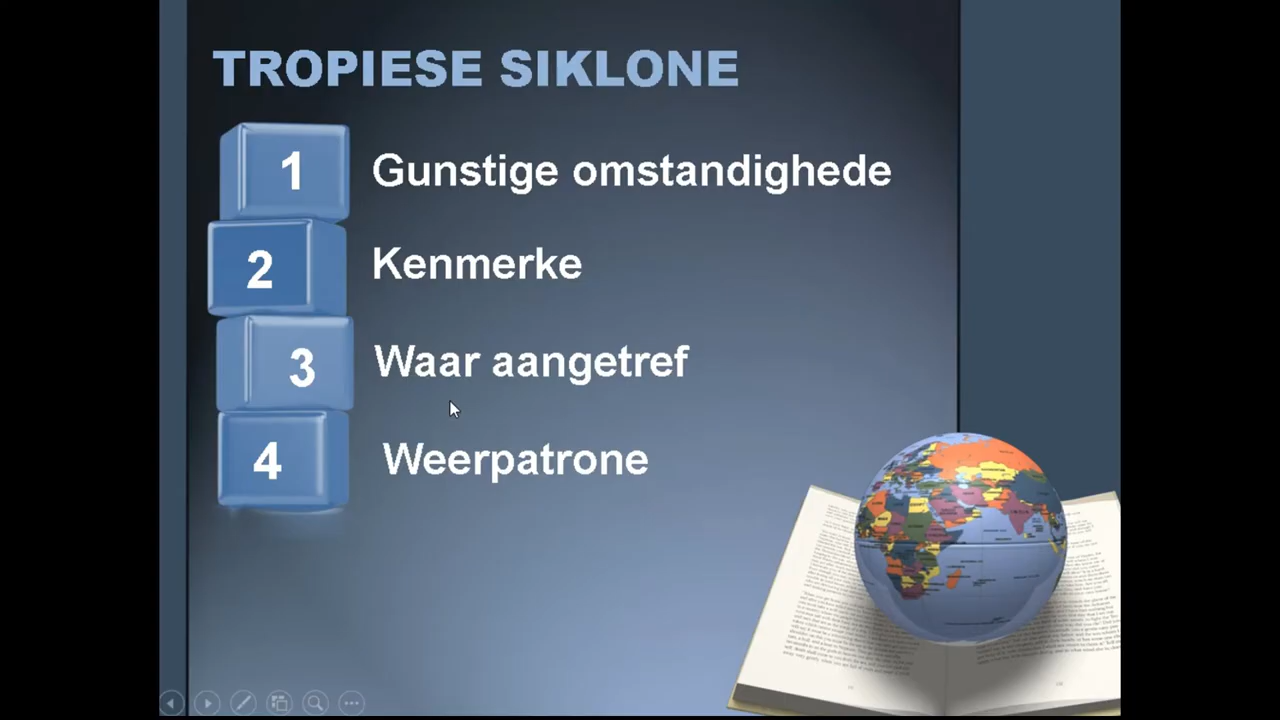 TROPIESE SIKLONE
1 Gunstige omstandighede
2 Kenmerke
3 Waar aangetref
4 Weerpatrone